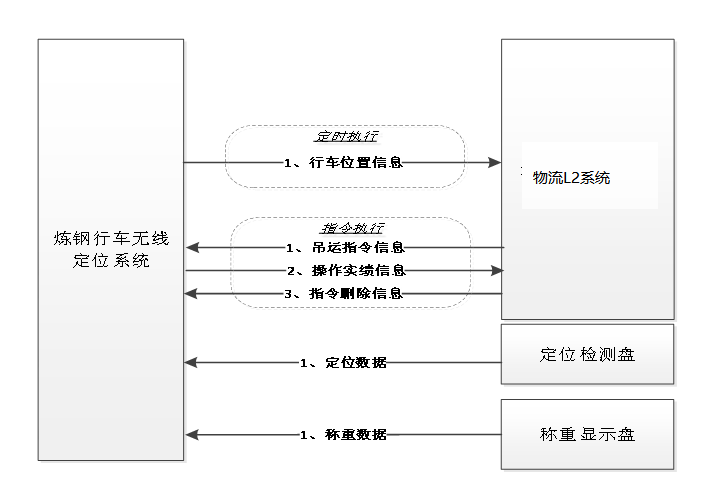 定时执行
1、行车位置信息
物流L2系统
炼钢行车无线
定位系统
指令执行
1、吊运指令信息
2、操作实绩信息
3、指令删除信息
1、定位数据
定位检测盘
1、称重数据
称重显示盘